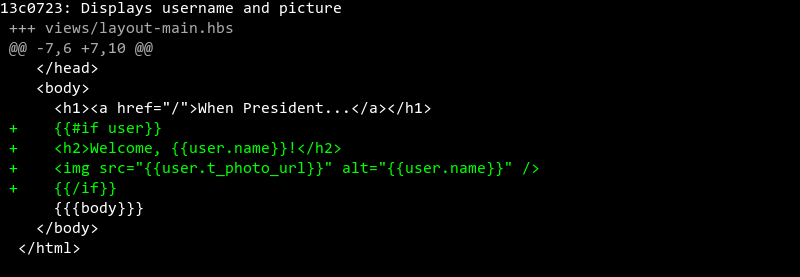 13c0723: Displays username and picture
+++ views/layout-main.hbs
@@ -7,6 +7,10 @@
</head>
<body>
<h1><a href="/">When President...</a></h1>
+    {{#if user}}
+    <h2>Welcome, {{user.name}}!</h2>
+    <img src="{{user.t_photo_url}}" alt="{{user.name}}" />
+    {{/if}}
{{{body}}}
</body>
</html>